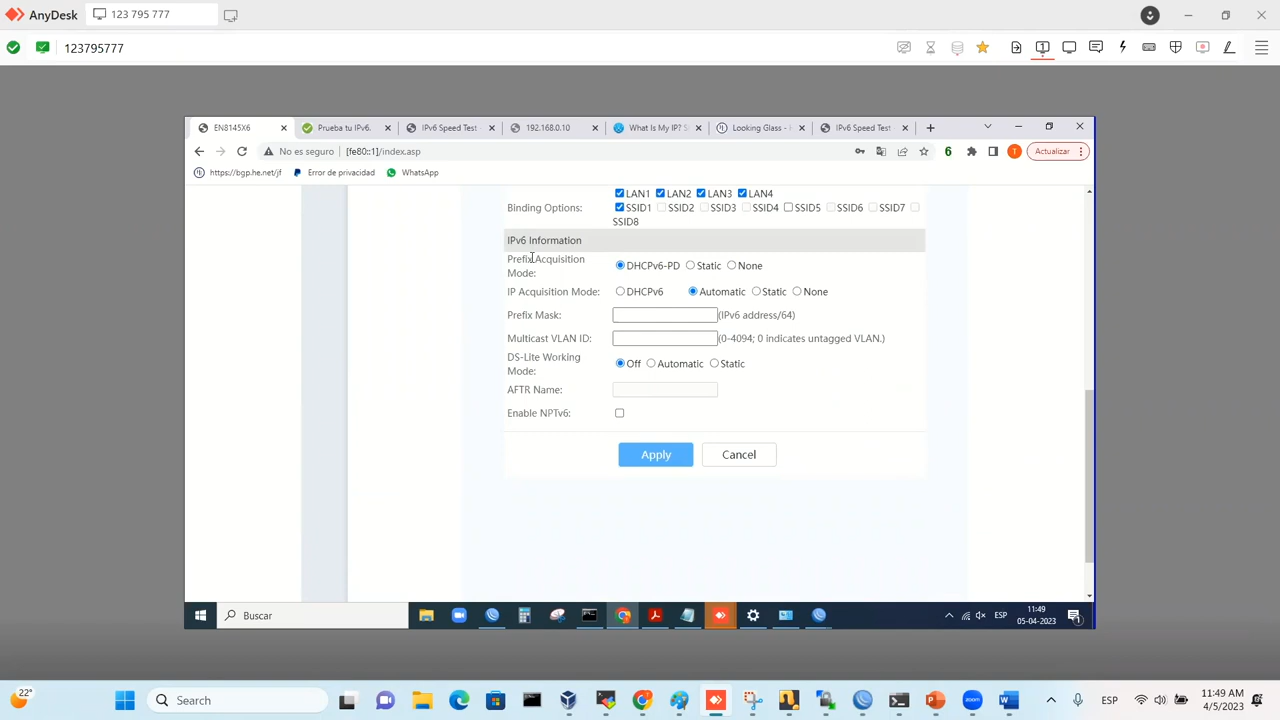 AnyDesk 123 795 777
123795777
EN8145X6 Prueba tu IPv6. IPv6 Speed Test 192.168.0.10 What Is My IP? Looking Glass - IPv6 Speed Test
No es seguro [fe80::1]/index.asp 6 T Actualizar
https://bgp.he.net/jf Error de privacidad WhatsApp
LAN1 LAN2 LAN3 LAN4
Binding Options: SSID1 SSID2 SSID3 SSID4 SSID5 SSID6 SSID7
SSID8
IPv6 Information
Prefix Acquisition
Mode: DHCPv6-PD Static None
IP Acquisition Mode: DHCPv6 Automatic Static None
Prefix Mask: (IPv6 address/64)
Multicast VLAN ID: (0-4094; 0 indicates untagged VLAN.)
DS-Lite Working
Mode: Off Automatic Static
AFTR Name:
Enable NPTv6:
Apply Cancel
Buscar ESP 11:49
05-04-2023
22° Search ESP 11:49 AM
4/5/2023